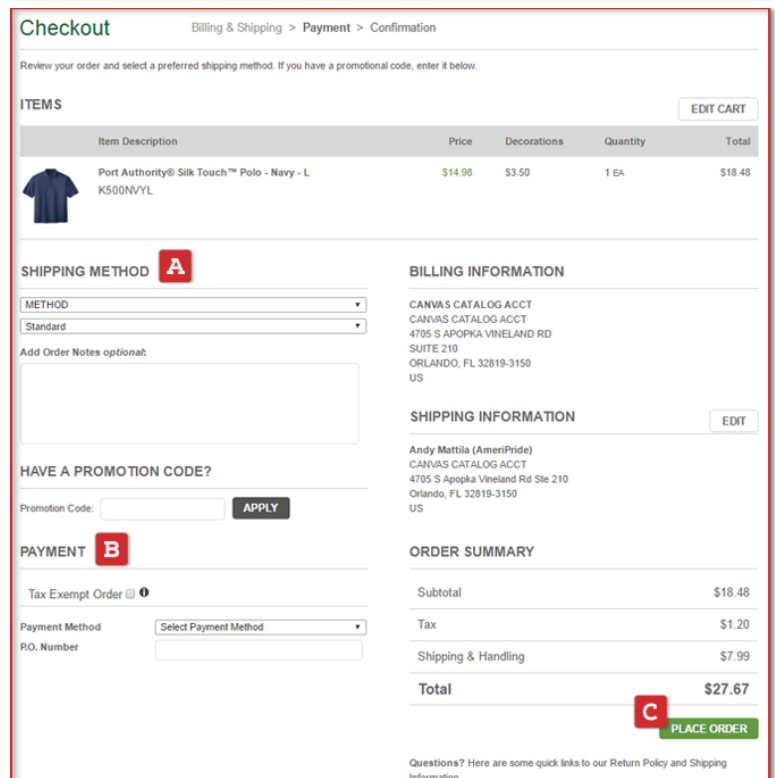 Checkout
Billing & Shipping > Payment > Confirmation
Review your order and select a preferred shipping method. If you have a promotional code, enter it below.
ITEMS
EDIT CART
Item Description Price Decorations Quantity Total
Port Authority® Silk Touch™ Polo - Navy - L $14.98 $3.50 1 EA $18.48
K500NVYL
SHIPPING METHOD A
METHOD
Standard
Add Order Notes optional:
HAVE A PROMOTION CODE?
Promotion Code: APPLY
PAYMENT B
Tax Exempt Order
Payment Method Select Payment Method
P.O. Number
BILLING INFORMATION
CANVAS CATALOG ACCT
CANVAS CATALOG ACCT
4705 S APOPKA VINELAND RD
SUITE 210
ORLANDO, FL 32819-3150
US
SHIPPING INFORMATION EDIT
Andy Mattila (AmeriPride)
CANVAS CATALOG ACCT
4705 S Apopka Vineland Rd Ste 210
Orlando, FL 32819-3150
US
ORDER SUMMARY
Subtotal $18.48
Tax $1.20
Shipping & Handling $7.99
Total $27.67
C
PLACE ORDER
Questions? Here are some quick links to our Return Policy and Shipping
Information